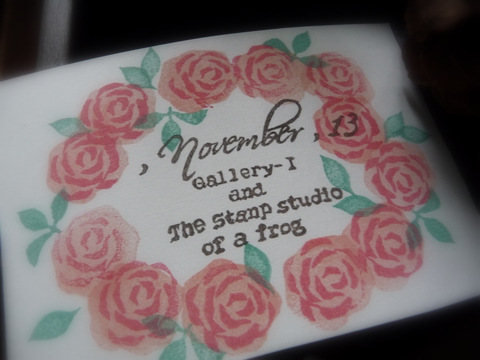 , November, 13
Gallery-I
and
The Stamp studio
of a frog